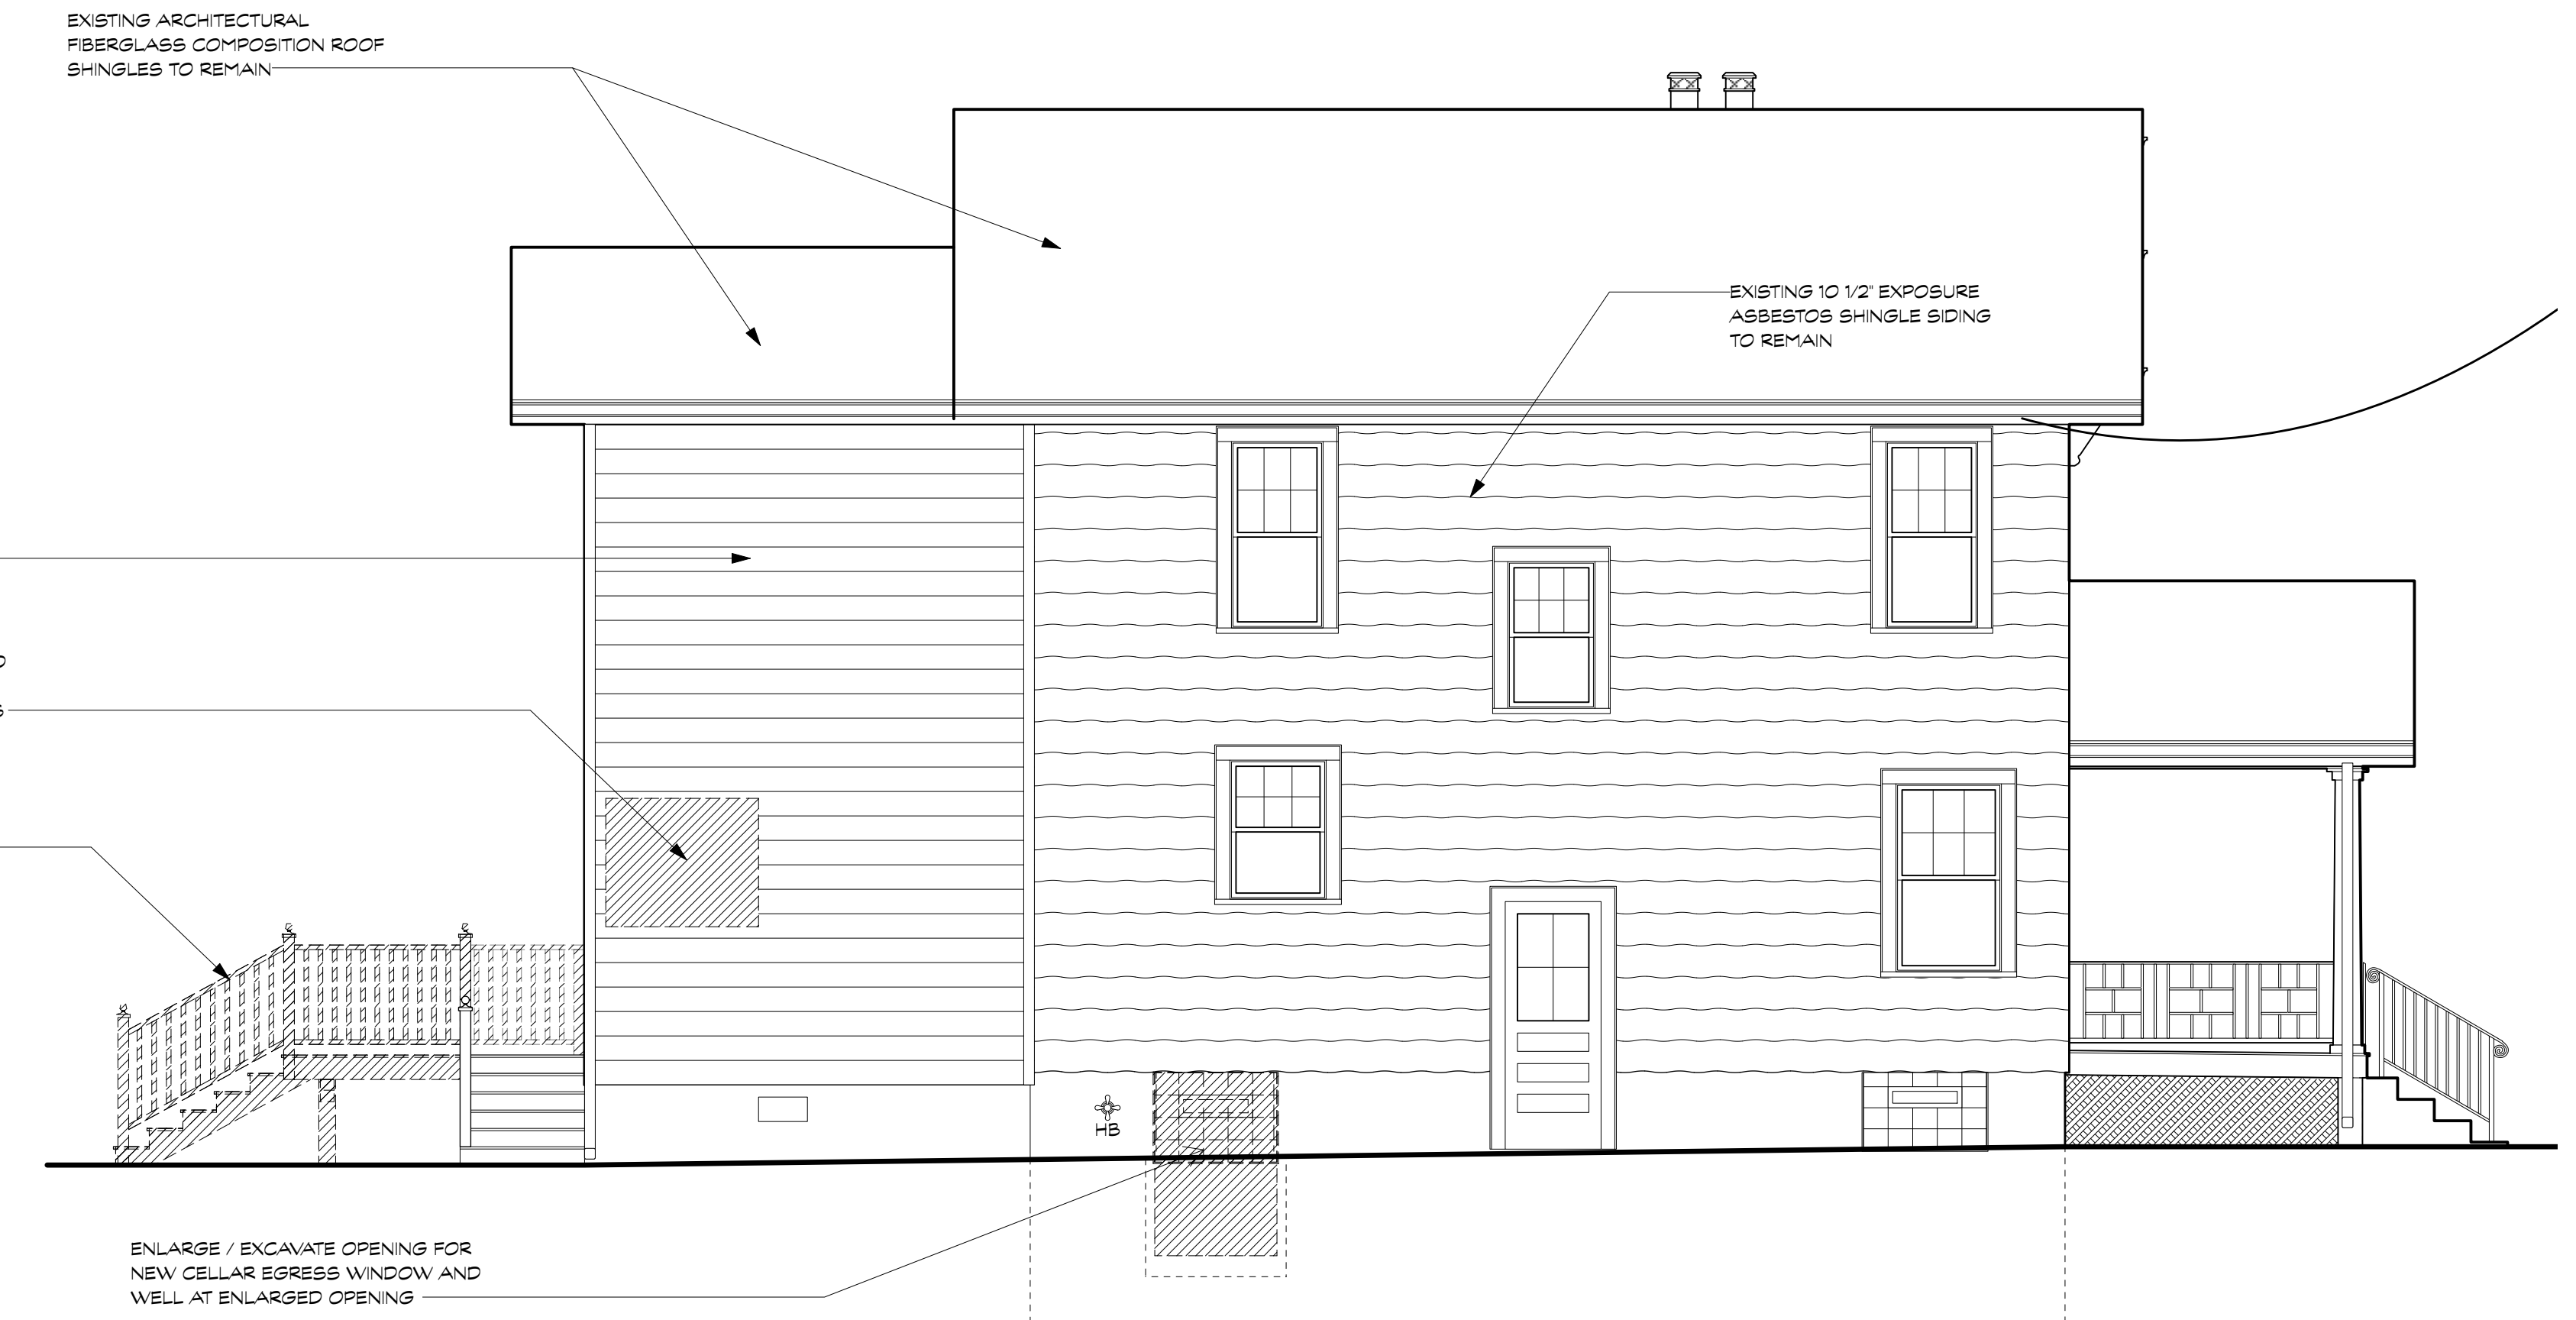 EXISTING ARCHITECTURAL
FIBERGLASS COMPOSITION ROOF
SHINGLES TO REMAIN
EXISTING 10 1/2" EXPOSURE
ASBESTOS SHINGLE SIDING
TO REMAIN
HB
ENLARGE / EXCAVATE OPENING FOR
NEW CELLAR EGRESS WINDOW AND
WELL AT ENLARGED OPENING